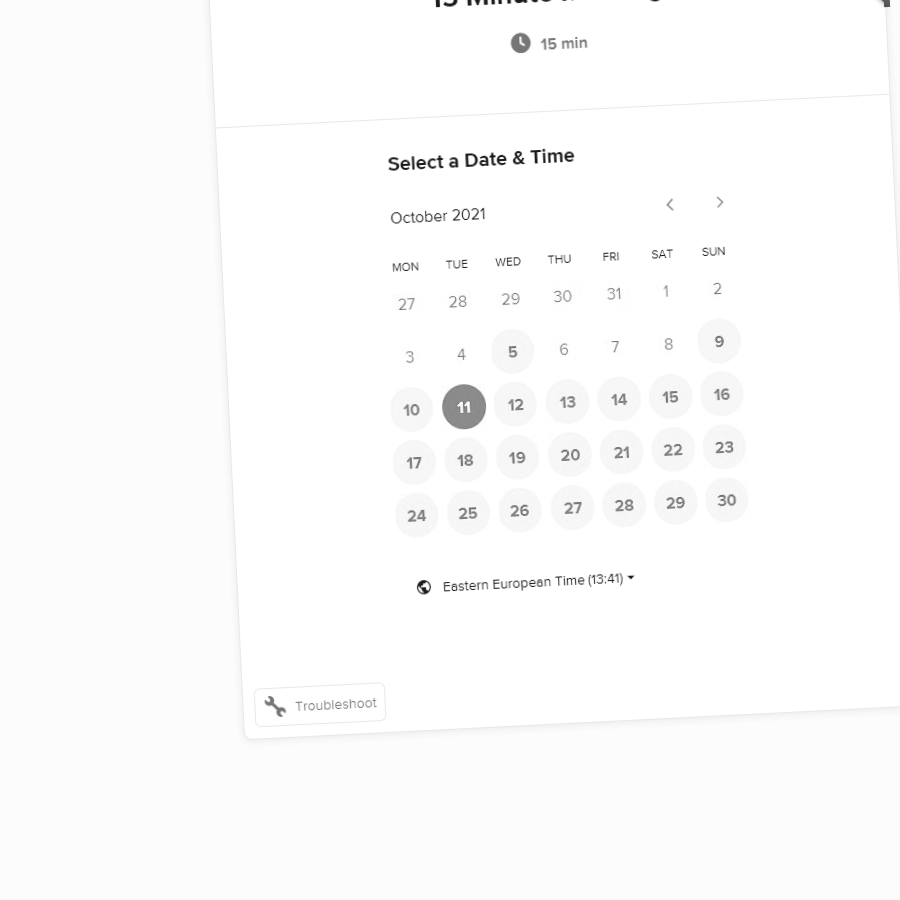 15
15 min
Select a Date & Time
October 2021
MON TUE WED THU FRI SAT SUN
27 28 29 30 31 1 2
3 4 5 6 7 8 9
10 11 12 13 14 15 16
17 18 19 20 21 22 23
24 25 26 27 28 29 30
Eastern European Time (13:41)
Troubleshoot